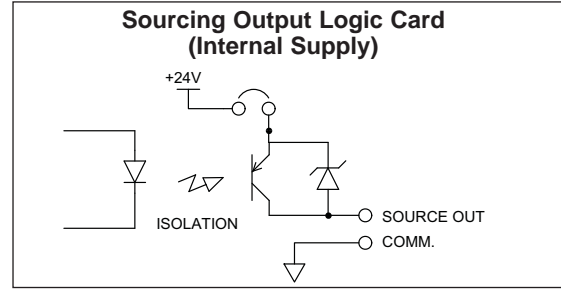 Sourcing Output Logic Card
(Internal Supply)
+24V
ISOLATION
SOURCE OUT
COMM.